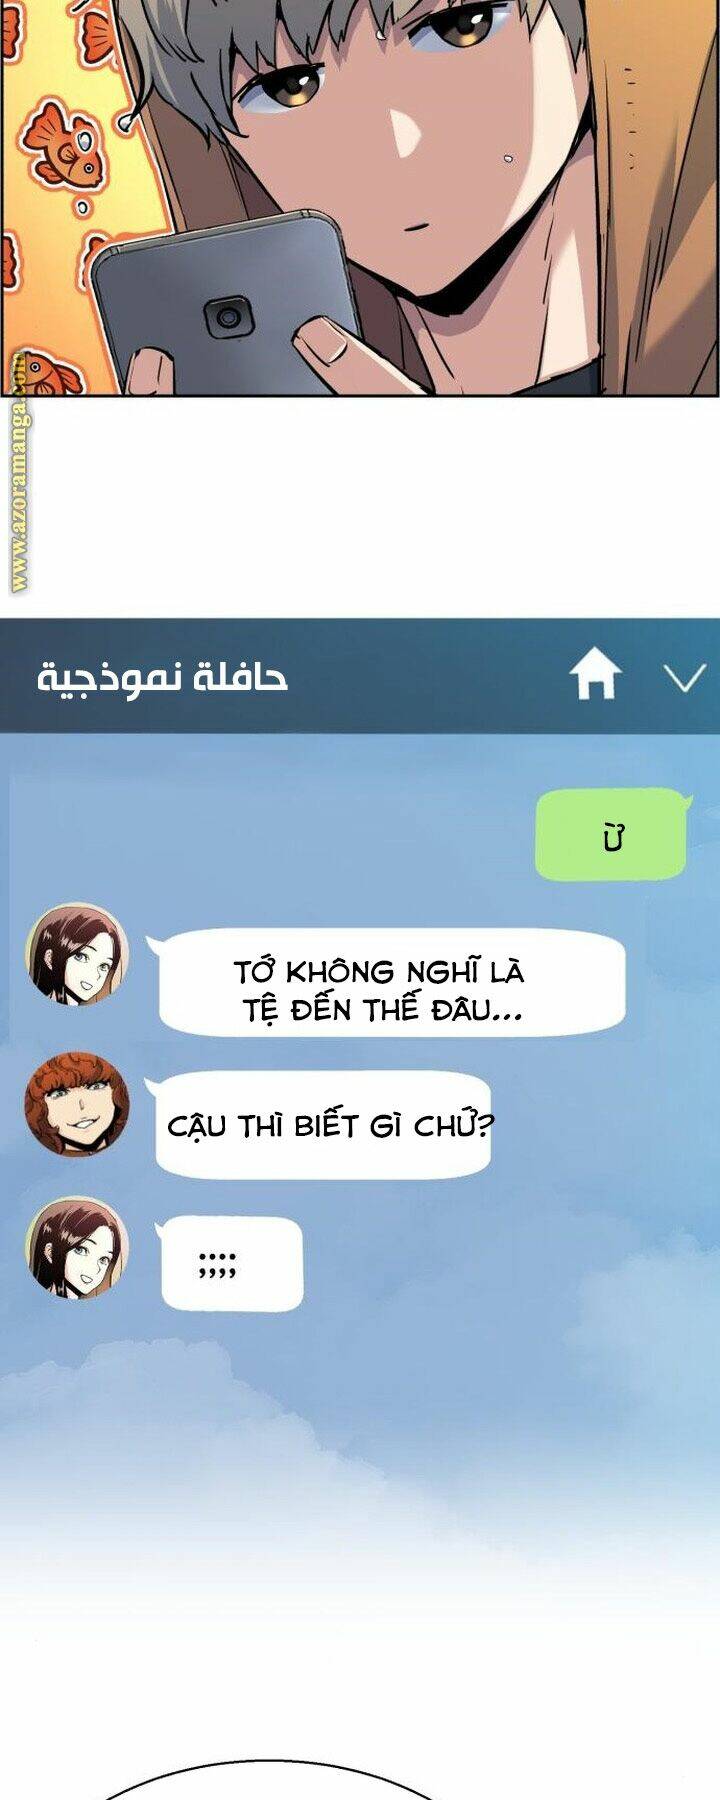 www.azoramanga.com
حافلة نموذجية
Ừ
TỚ KHÔNG NGHĨ LÀ
TỆ ĐẾN THẾ ĐÂU...
CẬU THÌ BIẾT GÌ CHỨ?
;;;;